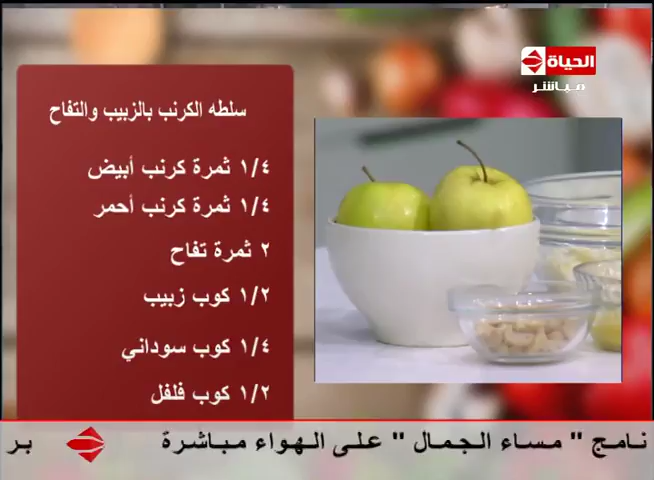 الحياة
مباشر
سلطه الكرنب بالزبيب والتفاح
١/٤ ثمرة كرنب أبيض
١/٤ ثمرة كرنب أحمر
٢ ثمرة تفاح
١/٢ كوب زبيب
١/٤ كوب سوداني
١/٢ كوب فلفل
نامج " مساء الجمال " على الهواء مباشرة
بر